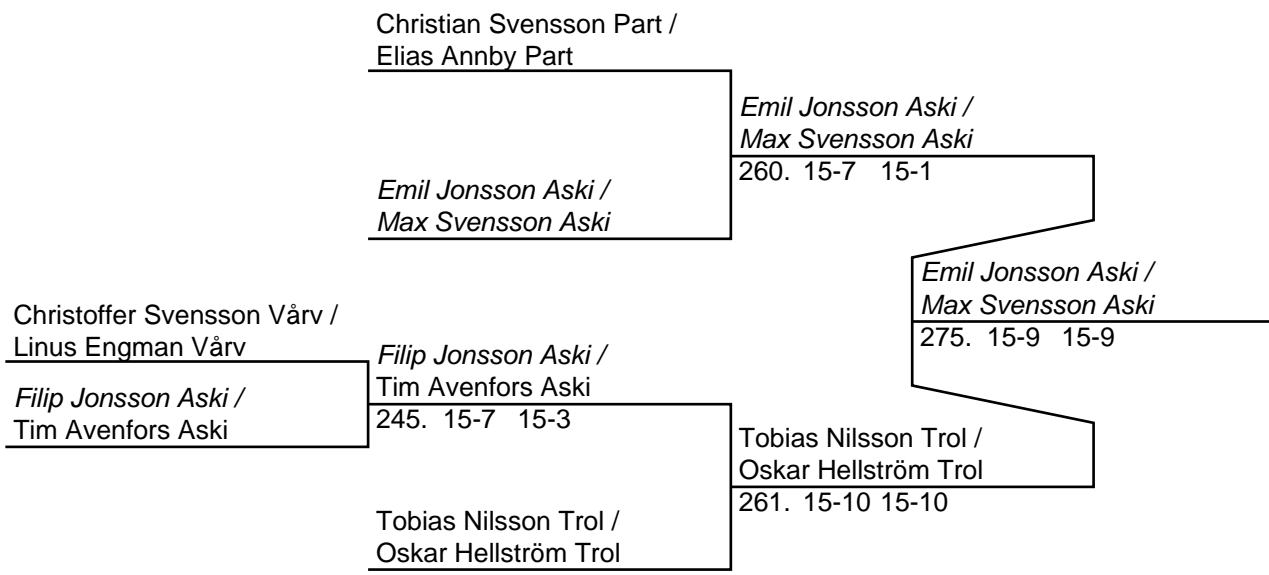 Christian Svensson Part /
Elias Annby Part
Emil Jonsson Aski /
Max Svensson Aski
260. 15-7 15-1
Emil Jonsson Aski /
Max Svensson Aski
Emil Jonsson Aski /
Max Svensson Aski
275. 15-9 15-9
Christoffer Svensson Vårv /
Linus Engman Vårv
Filip Jonsson Aski /
Tim Avenfors Aski
245. 15-7 15-3
Filip Jonsson Aski /
Tim Avenfors Aski
Tobias Nilsson Trol /
Oskar Hellström Trol
261. 15-10 15-10
Tobias Nilsson Trol /
Oskar Hellström Trol